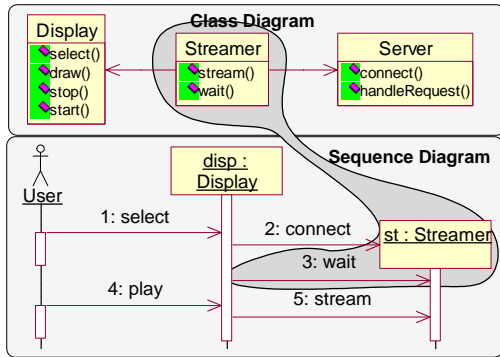 Class Diagram
Display
select()
draw()
stop()
start()
Streamer
stream()
wait()
Server
connect()
handleRequest()
Sequence Diagram
User
disp :
Display
st : Streamer
1: select
2: connect
3: wait
4: play
5: stream